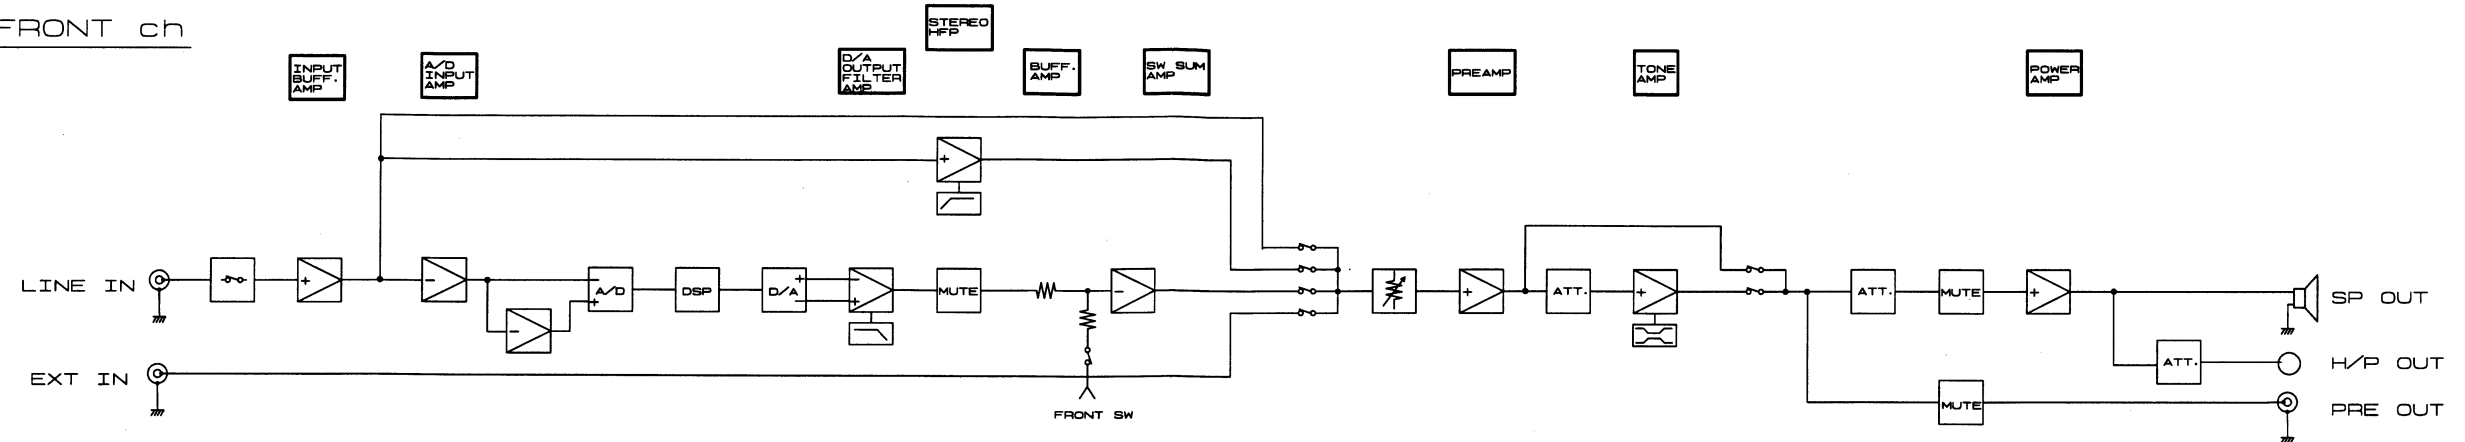 FRONT ch
STEREO
HFP
INPUT
BUFF.
AMP
A/D
INPUT
AMP
D/A
OUTPUT
FILTER
AMP
BUFF.
AMP
SW SUM
AMP
PREAMP
TONE
AMP
POWER
AMP
+
LINE IN
+
-
-
+
A/D
-
DSP
D/A
+
-
-
+
MUTE
-
+
ATT.
+
ATT.
MUTE
+
SP OUT
EXT IN
FRONT SW
ATT.
H/P OUT
MUTE
PRE OUT